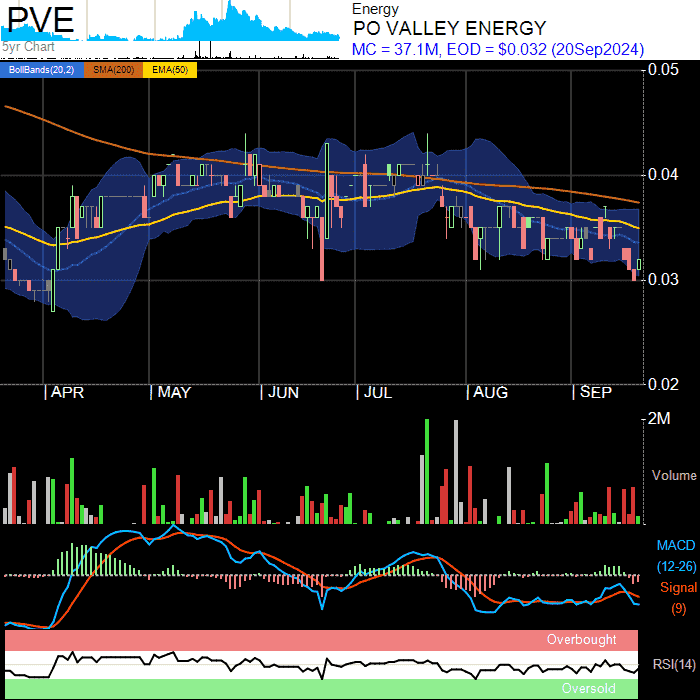 PVE
5yr Chart
Energy
PO VALLEY ENERGY
MC = 37.1M, EOD = $0.032 (20Sep2024)
BollBands(20,2) SMA(200) EMA(50)
0.05
0.04
0.03
0.02
APR MAY JUN JUL AUG SEP
2M
Volume
MACD
(12-26)
Signal
(9)
Overbought
RSI(14)
Oversold